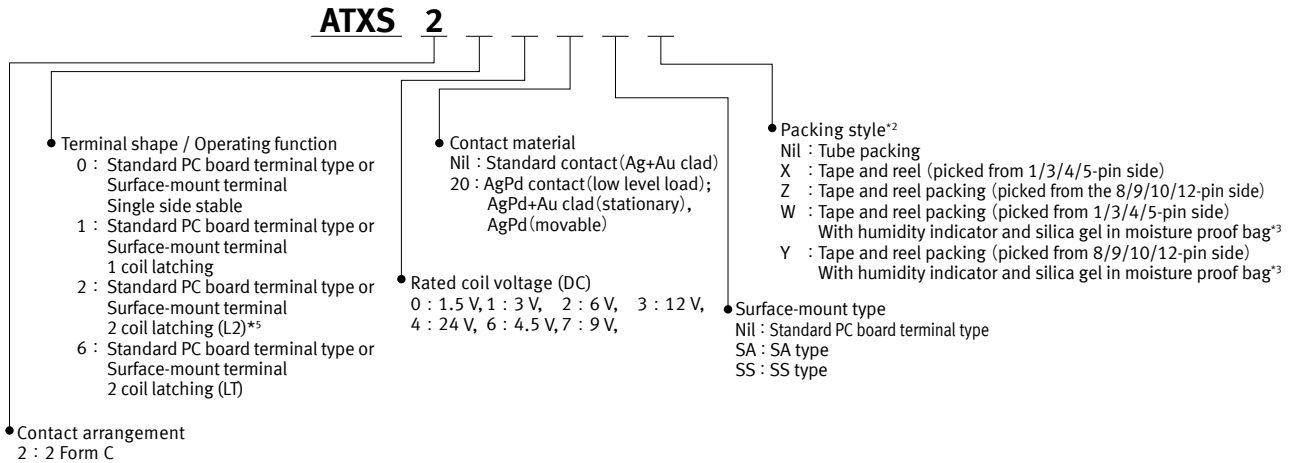 ATXS 2
Terminal shape / Operating function
0 : Standard PC board terminal type or
Surface-mount terminal
Single side stable
1 : Standard PC board terminal type or
Surface-mount terminal
1 coil latching
2 : Standard PC board terminal type or
Surface-mount terminal
2 coil latching (L2)*5
6 : Standard PC board terminal type or
Surface-mount terminal
2 coil latching (LT)
Contact arrangement
2 : 2 Form C
Contact material
Nil : Standard contact(Ag+Au clad)
20 : AgPd contact(low level load);
AgPd+Au clad(stationary),
AgPd(movable)
Rated coil voltage (DC)
0 : 1.5 V, 1 : 3 V, 2 : 6 V, 3 : 12 V,
4 : 24 V, 6 : 4.5 V, 7 : 9 V,
Packing style*2
Nil : Tube packing
X : Tape and reel (picked from 1/3/4/5-pin side)
Z : Tape and reel packing (picked from the 8/9/10/12-pin side)
W : Tape and reel packing (picked from 1/3/4/5-pin side)
With humidity indicator and silica gel in moisture proof bag*3
Y : Tape and reel packing (picked from 8/9/10/12-pin side)
With humidity indicator and silica gel in moisture proof bag*3
Surface-mount type
Nil : Standard PC board terminal type
SA : SA type
SS : SS type